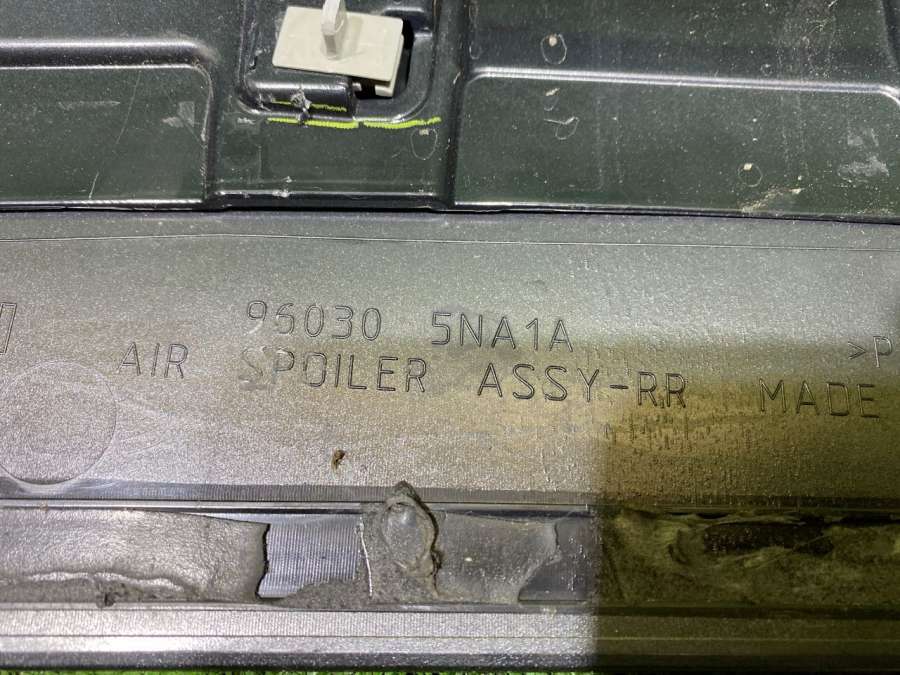 96030 5NA1A >P
AIR SPOILER ASSY-RR MADE